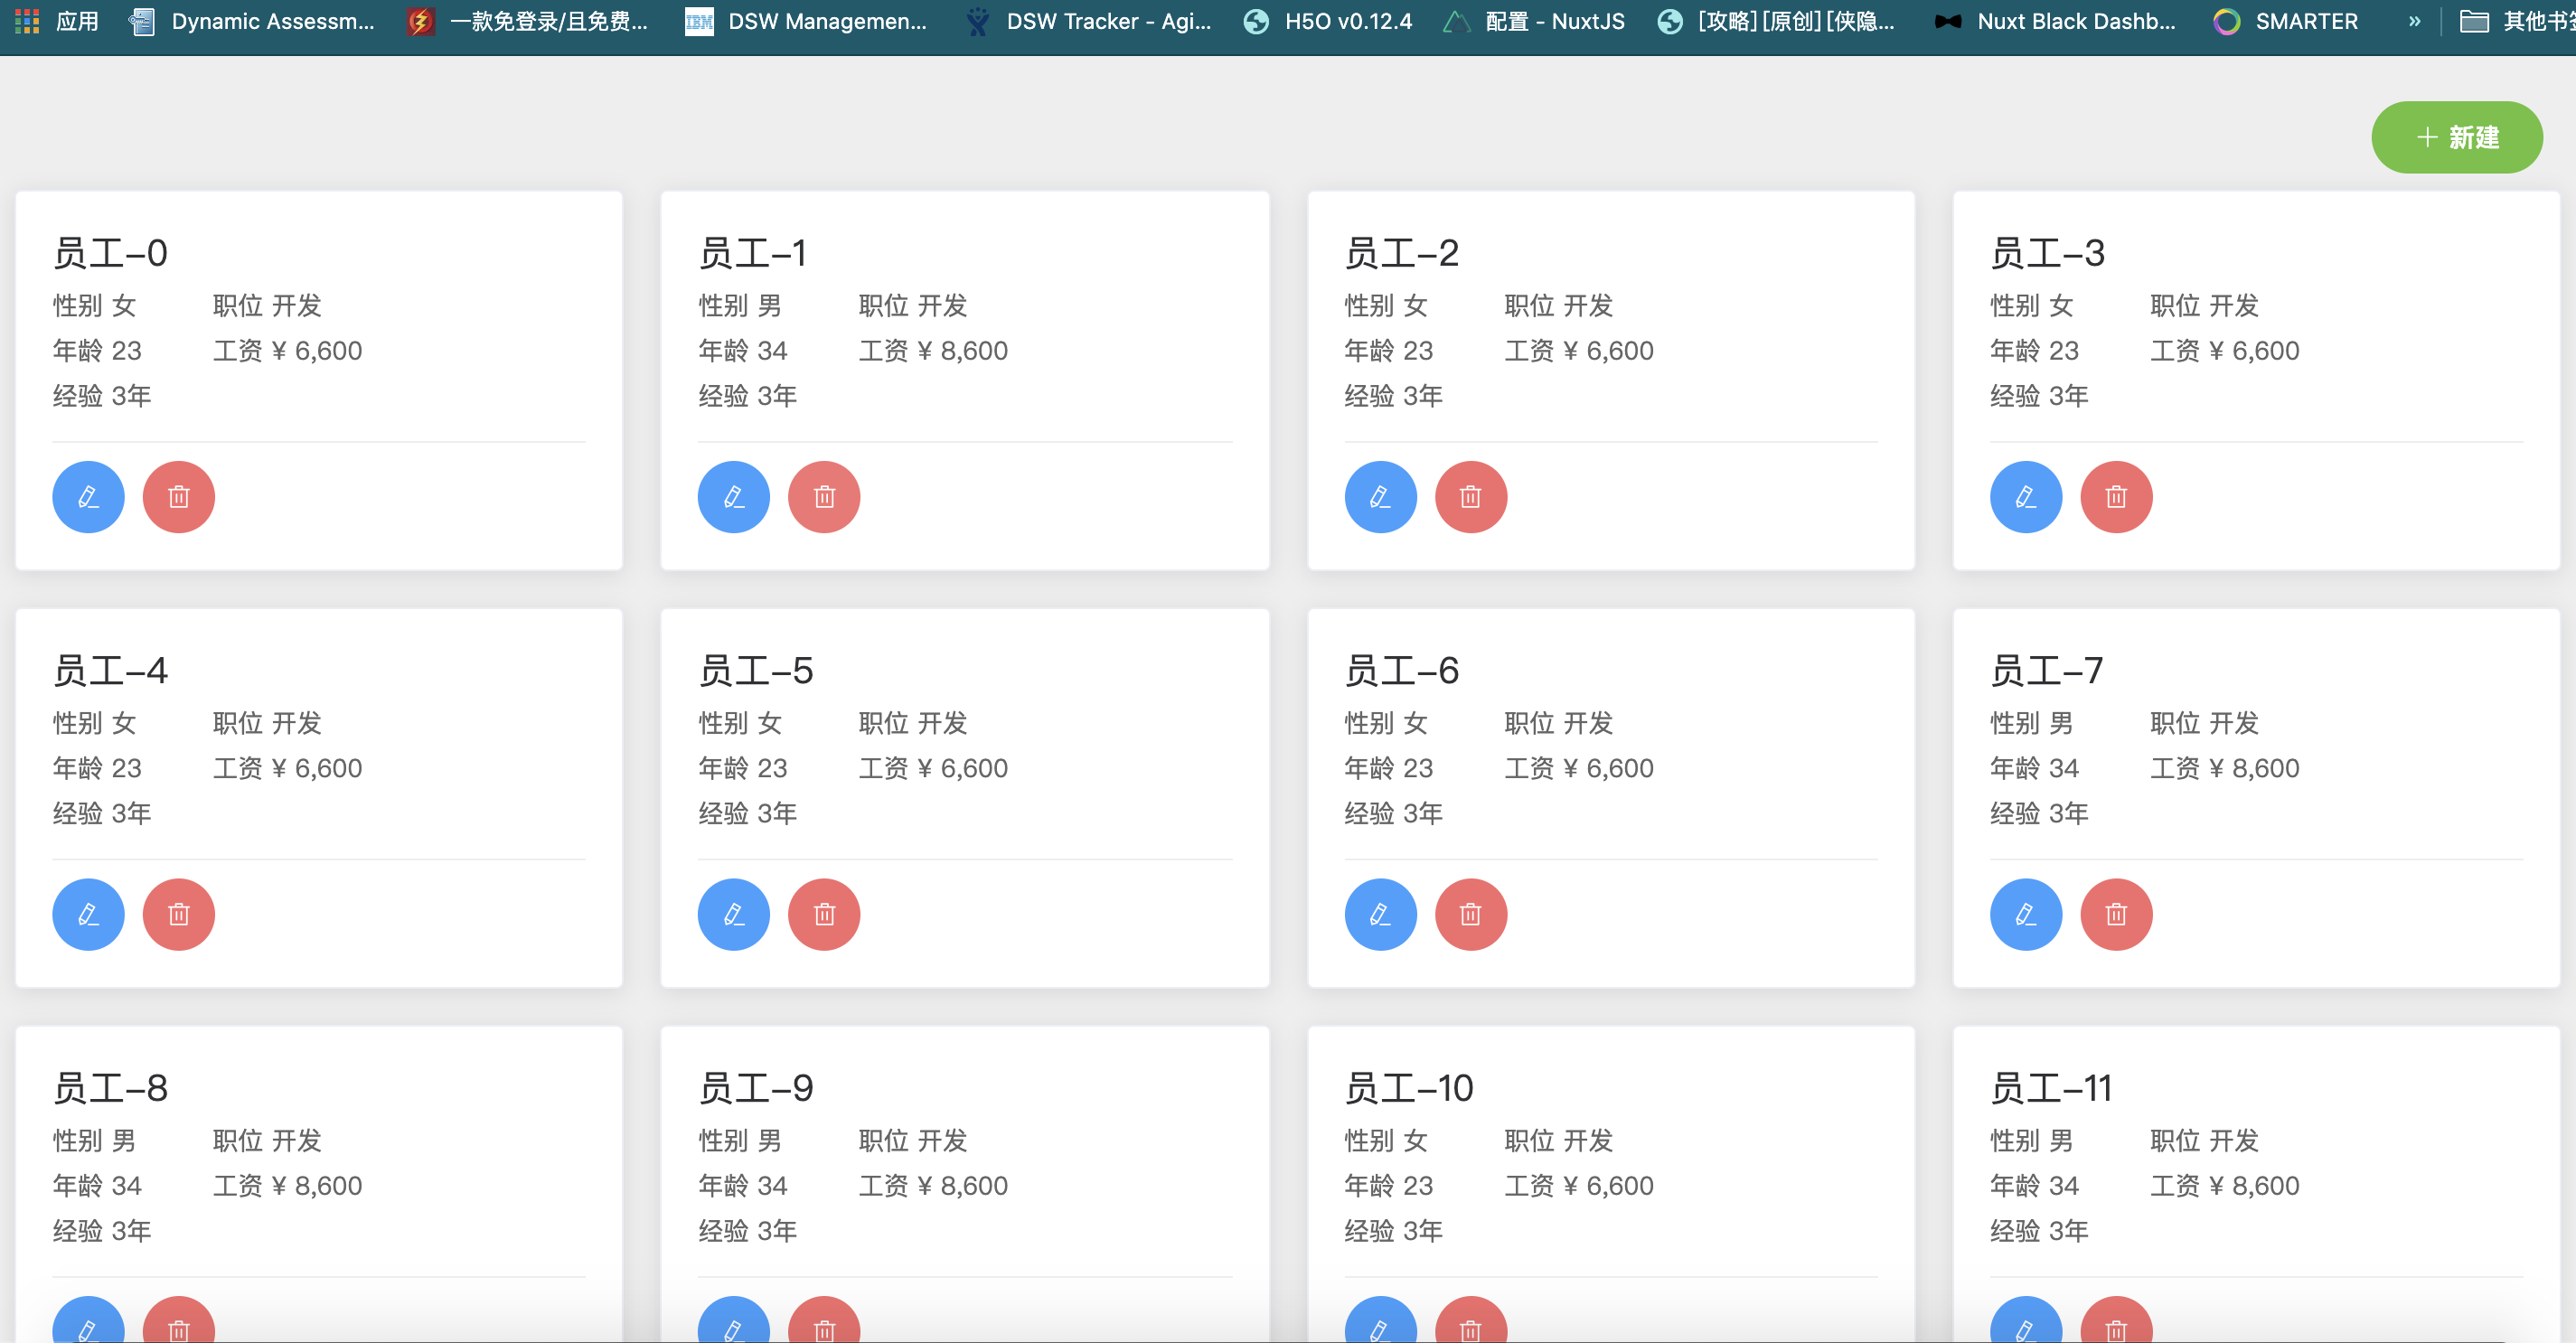 应用 Dynamic Assessm... 一款免登录/且免费... IBM DSW Managemen... DSW Tracker - Agi... H5O v0.12.4 配置 - NuxtJS [攻略][原创][侠隐... Nuxt Black Dashb... SMARTER » 其他书签
+ 新建
员工-0
性别 女 职位 开发
年龄 23 工资 ¥ 6,600
经验 3年
员工-1
性别 男 职位 开发
年龄 34 工资 ¥ 8,600
经验 3年
员工-2
性别 女 职位 开发
年龄 23 工资 ¥ 6,600
经验 3年
员工-3
性别 女 职位 开发
年龄 23 工资 ¥ 6,600
经验 3年
员工-4
性别 女 职位 开发
年龄 23 工资 ¥ 6,600
经验 3年
员工-5
性别 女 职位 开发
年龄 23 工资 ¥ 6,600
经验 3年
员工-6
性别 女 职位 开发
年龄 23 工资 ¥ 6,600
经验 3年
员工-7
性别 男 职位 开发
年龄 34 工资 ¥ 8,600
经验 3年
员工-8
性别 男 职位 开发
年龄 34 工资 ¥ 8,600
经验 3年
员工-9
性别 男 职位 开发
年龄 34 工资 ¥ 8,600
经验 3年
员工-10
性别 女 职位 开发
年龄 23 工资 ¥ 6,600
经验 3年
员工-11
性别 男 职位 开发
年龄 34 工资 ¥ 8,600
经验 3年